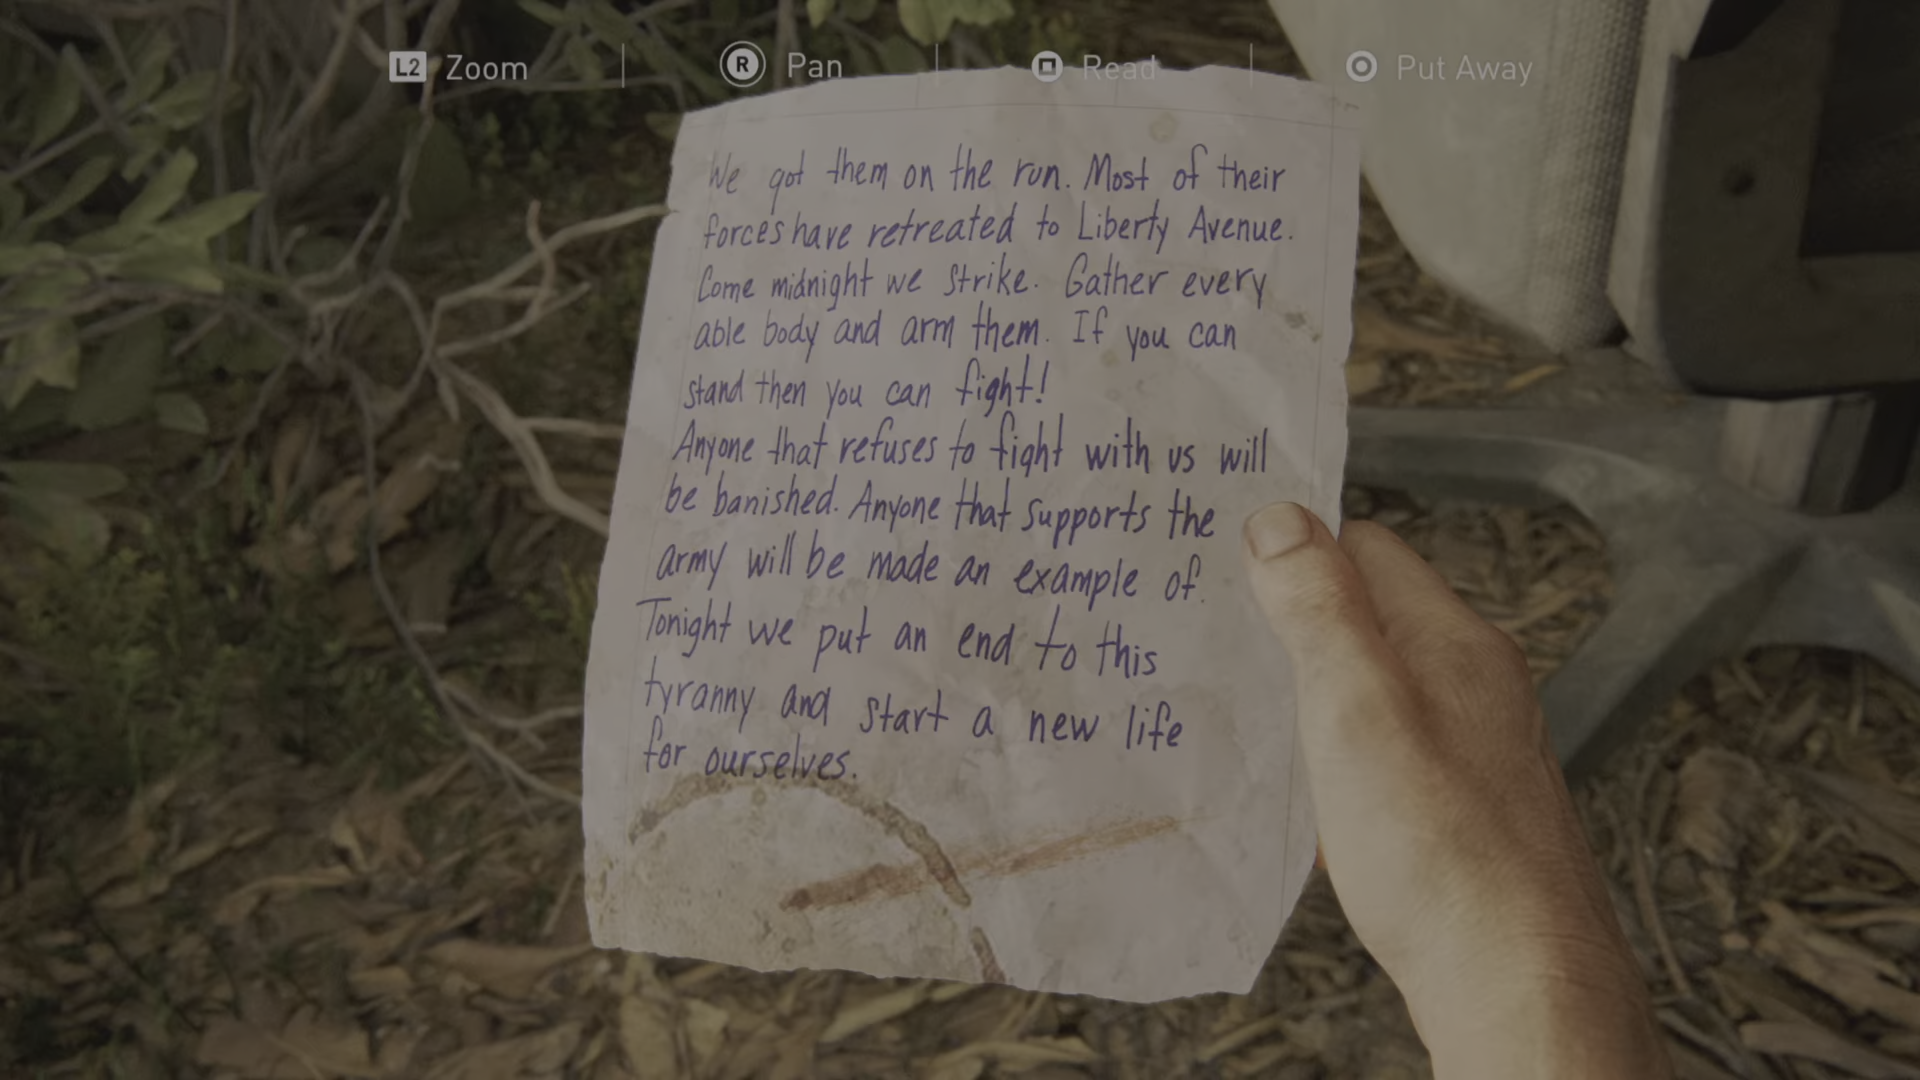 L2 Zoom R Pan Read Put Away
We got them on the run. Most of their
forces have retreated to Liberty Avenue.
Come midnight we strike. Gather every
able body and arm them. If you can
stand then you can fight!
Anyone that refuses to fight with us will
be banished. Anyone that supports the
army will be made an example of.
Tonight we put an end to this
tyranny and start a new life
for ourselves.